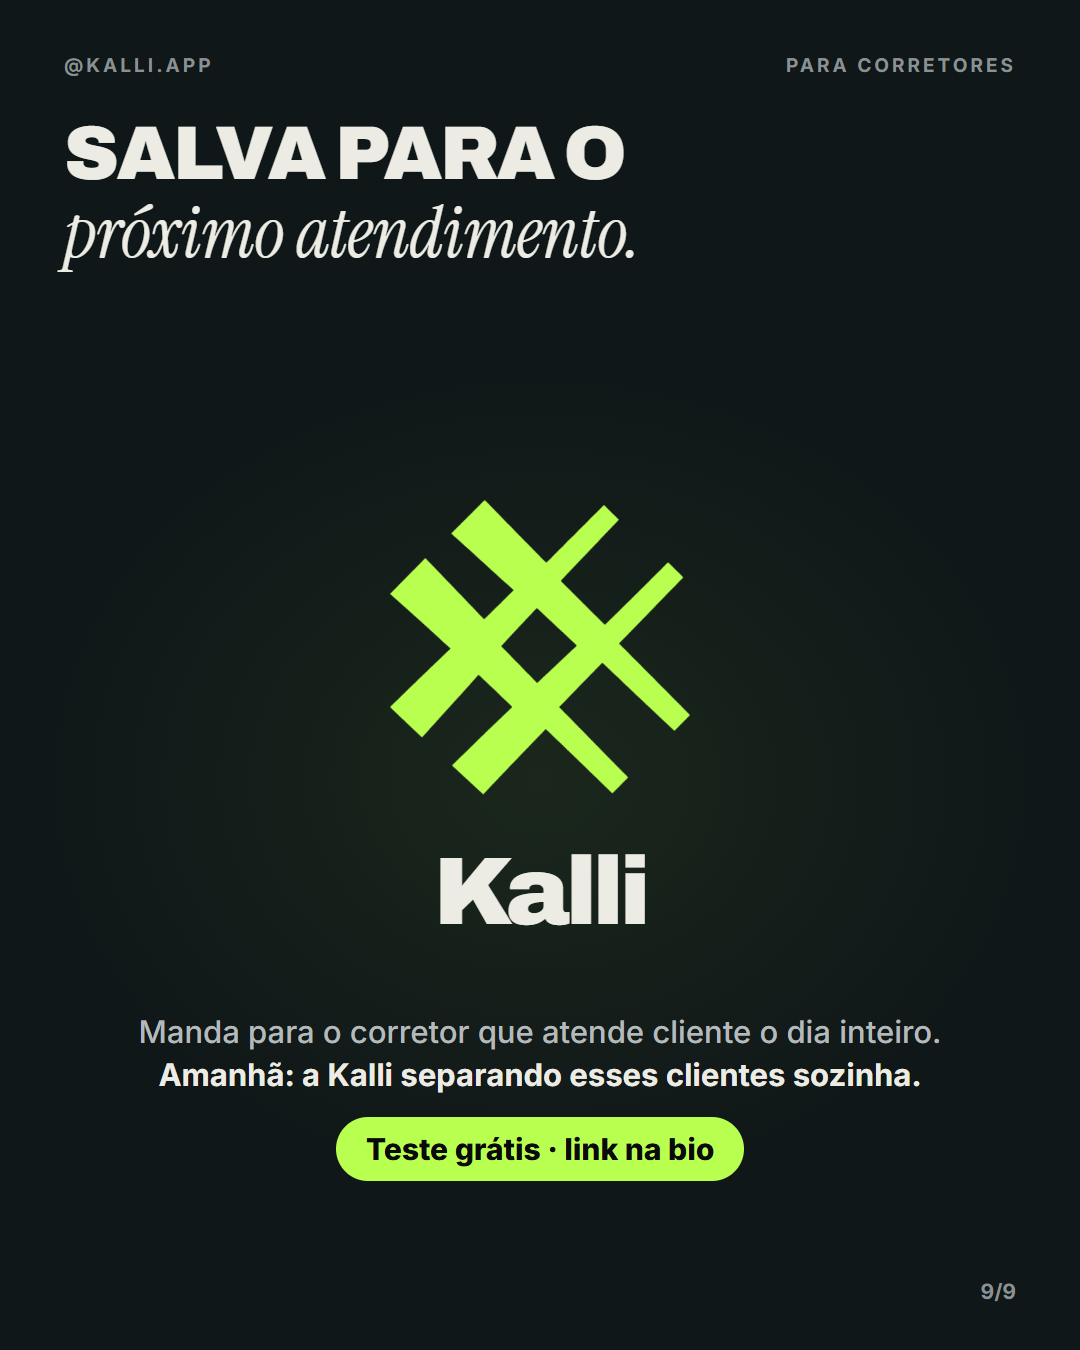 @KALLI.APP
PARA CORRETORES
SALVA PARA O
próximo atendimento.
Kalli
Manda para o corretor que atende cliente o dia inteiro.
Amanhã: a Kalli separando esses clientes sozinha.
Teste grátis · link na bio
9/9